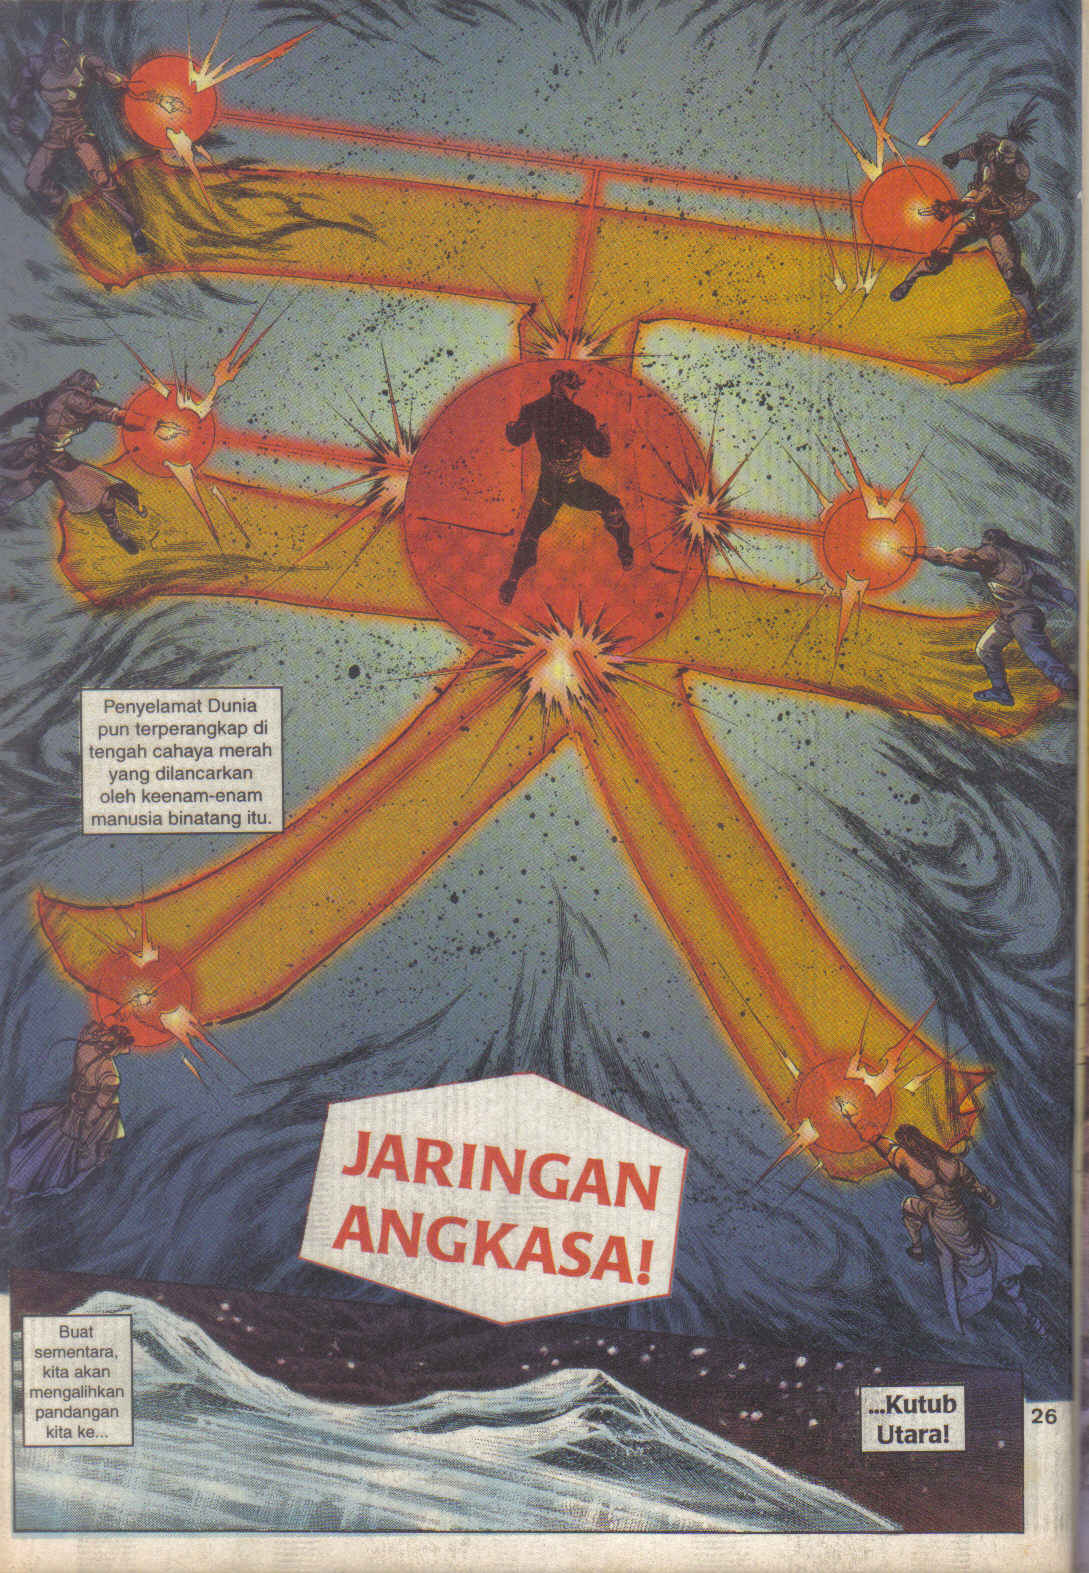 Penyelamat Dunia
pun terperangkap di
tengah cahaya merah
yang dilancarkan
oleh keenam-enam
manusia binatang itu.
JARINGAN
ANGKASA!
Buat
sementara,
kita akan
mengalihkan
pandangan
kita ke...
...Kutub
Utara!
26